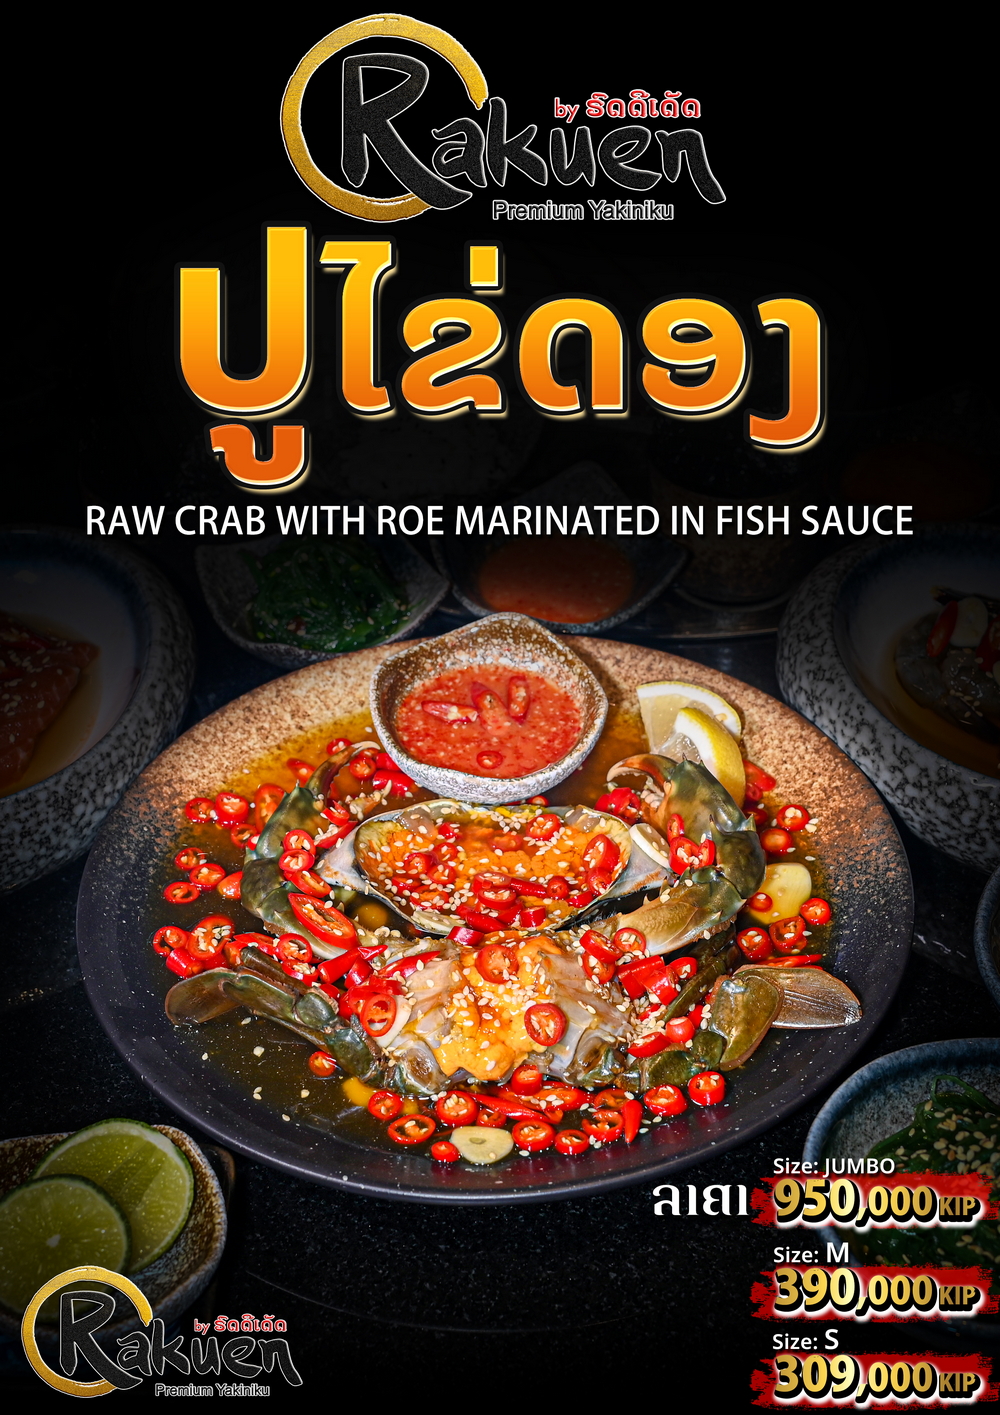 Rakuen
by ຣົດດີເດັດ
Premium Yakiniku
ປູໄຂ່ດອງ
RAW CRAB WITH ROE MARINATED IN FISH SAUCE
Size: JUMBO
ລາຄາ 950,000 KIP
Size: M
390,000 KIP
Size: S
309,000 KIP
Rakuen
by ຣົດດີເດັດ
Premium Yakiniku